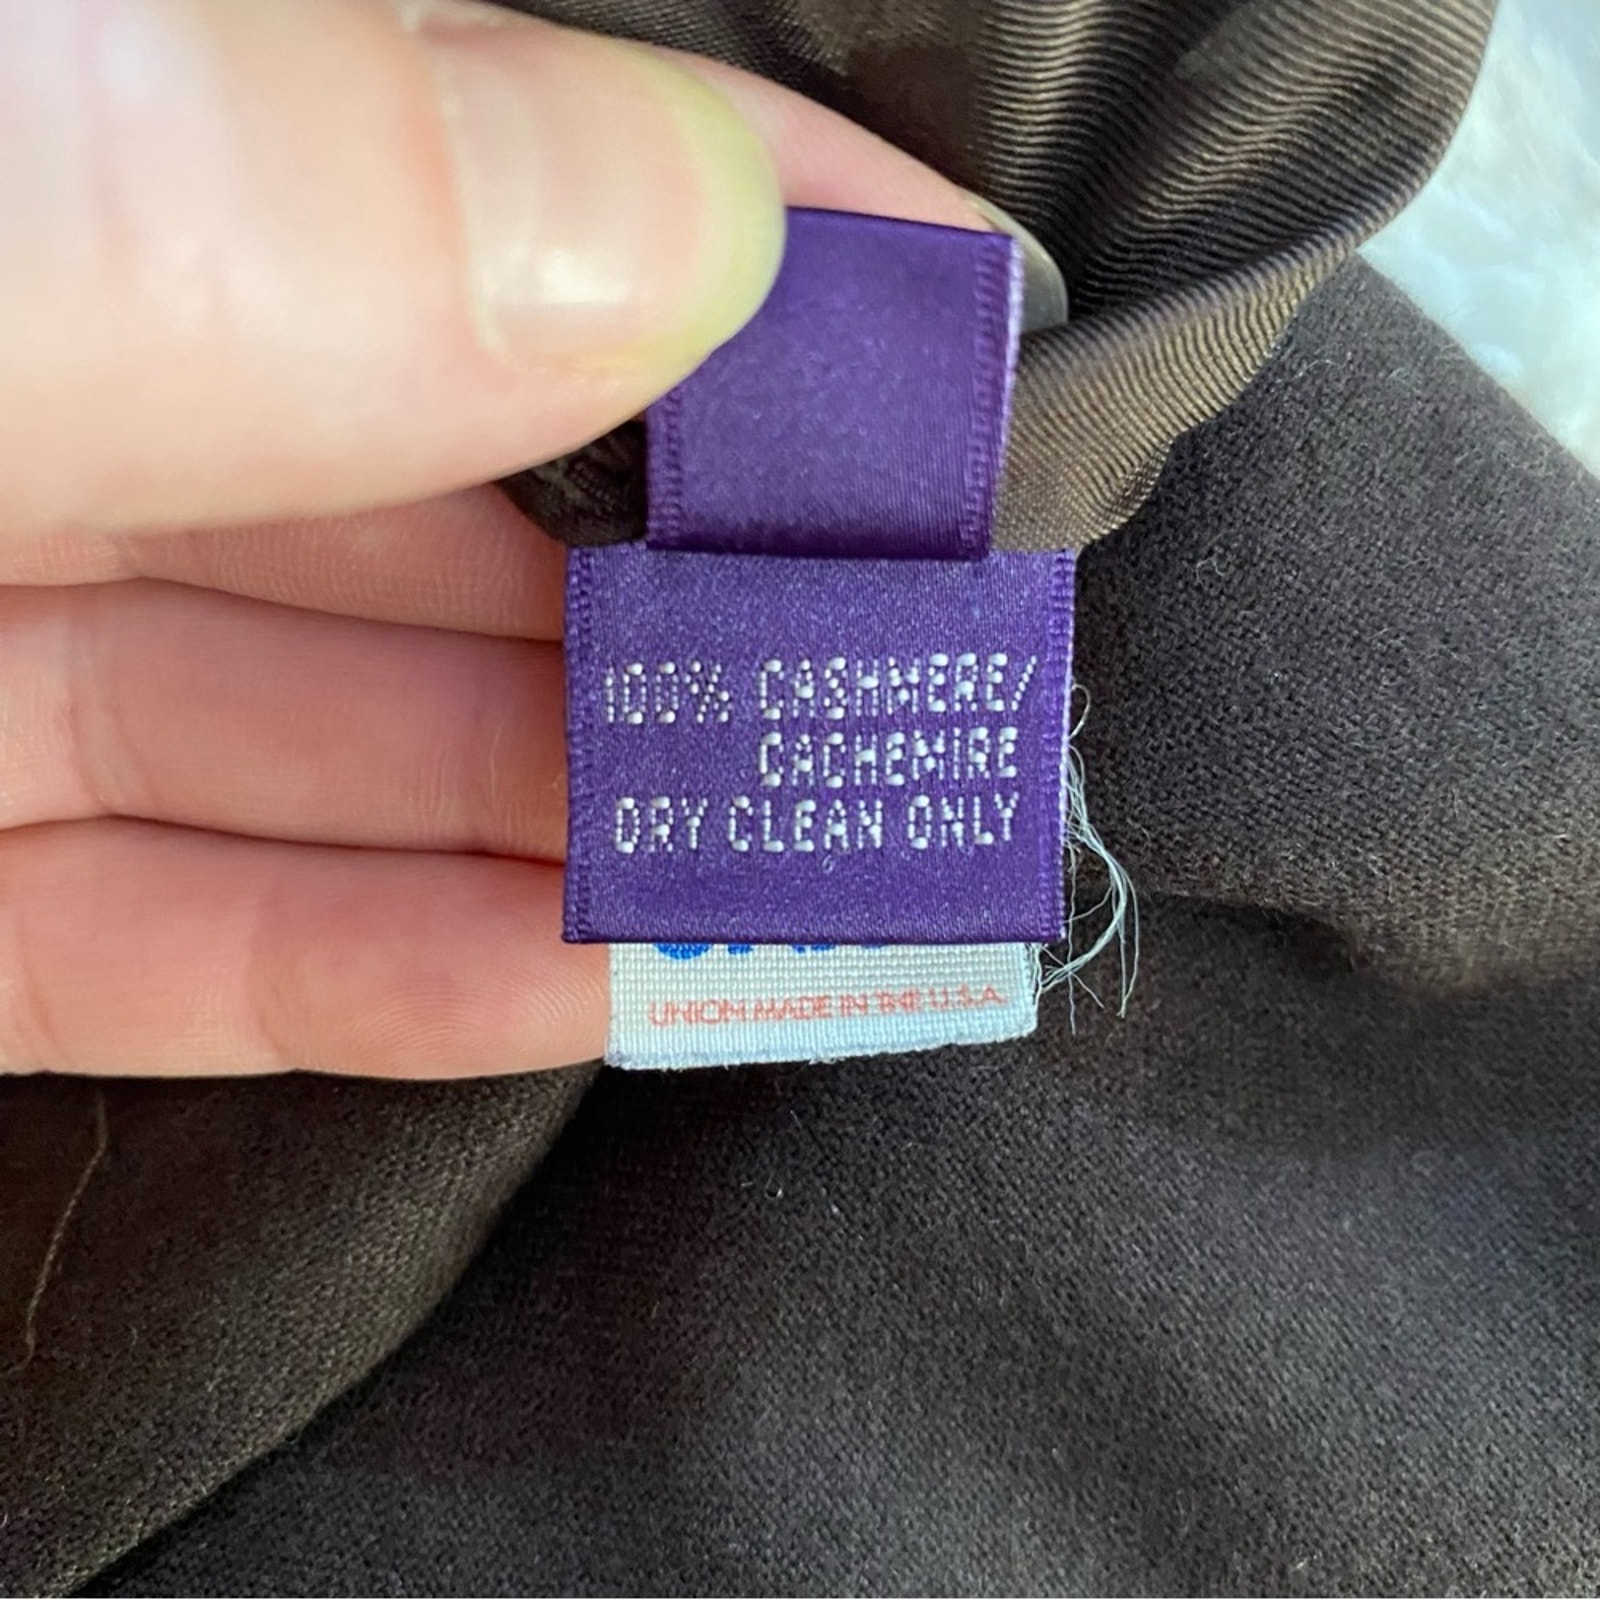 100% CASHMERE/
CACHEMIRE
DRY CLEAN ONLY
UNION MADE IN THE U.S.A.